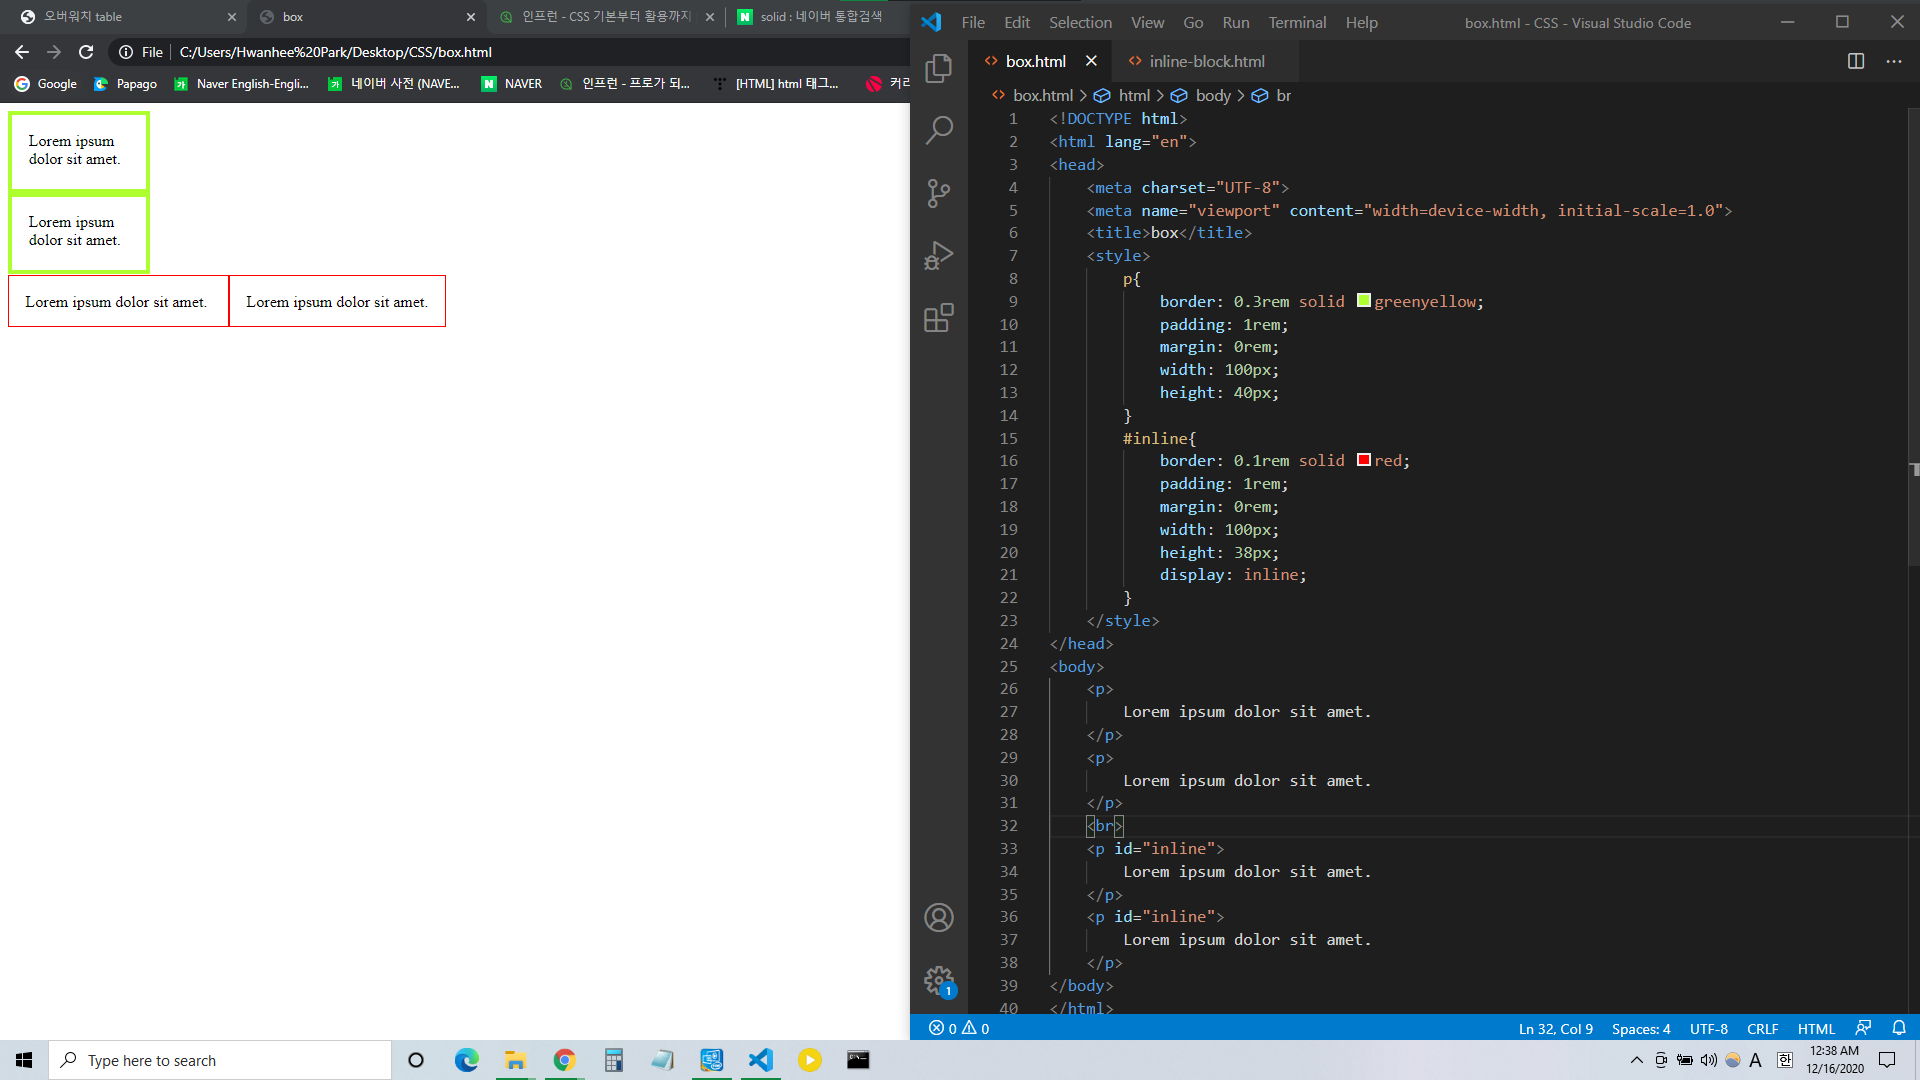 오버워치 table
box
인프런 - CSS 기본부터 활용까지
solid : 네이버 통합검색
File
C:/Users/Hwanhee%20Park/Desktop/CSS/box.html
Google
Papago
Naver English-Engli...
네이버 사전 (NAVE...
NAVER
인프런 - 프로가 되...
[HTML] html 태그...
커리
Lorem ipsum
dolor sit amet.
Lorem ipsum
dolor sit amet.
Lorem ipsum dolor sit amet.
Lorem ipsum dolor sit amet.
File Edit Selection View Go Run Terminal Help
box.html - CSS - Visual Studio Code
box.html
inline-block.html
box.html > html > body > br
1 <!DOCTYPE html>
2 <html lang="en">
3 <head>
4 <meta charset="UTF-8">
5 <meta name="viewport" content="width=device-width, initial-scale=1.0">
6 <title>box</title>
7 <style>
8 p{
9 border: 0.3rem solid greenyellow;
10 padding: 1rem;
11 margin: 0rem;
12 width: 100px;
13 height: 40px;
14 }
15 #inline{
16 border: 0.1rem solid red;
17 padding: 1rem;
18 margin: 0rem;
19 width: 100px;
20 height: 38px;
21 display: inline;
22 }
23 </style>
24 </head>
25 <body>
26 <p>
27 Lorem ipsum dolor sit amet.
28 </p>
29 <p>
30 Lorem ipsum dolor sit amet.
31 </p>
32 <br>
33 <p id="inline">
34 Lorem ipsum dolor sit amet.
35 </p>
36 <p id="inline">
37 Lorem ipsum dolor sit amet.
38 </p>
39 </body>
40 </html>
1
0 0
Ln 32, Col 9
Spaces: 4
UTF-8
CRLF
HTML
Type here to search
A
한
12:38 AM
12/16/2020